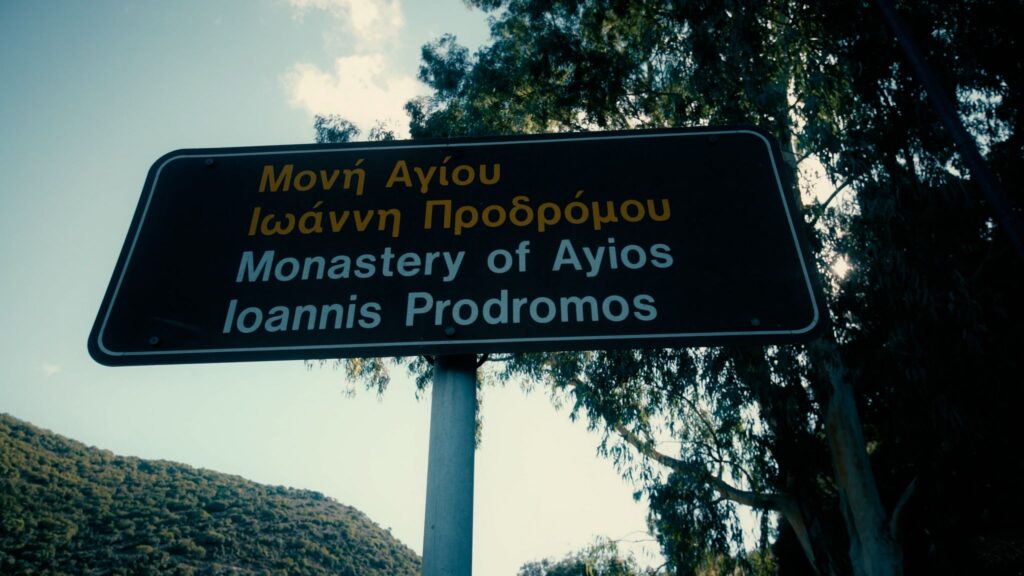 Μονή Αγίου
Ιωάννη Προδρόμου
Monastery of Ayios
Ioannis Prodromos